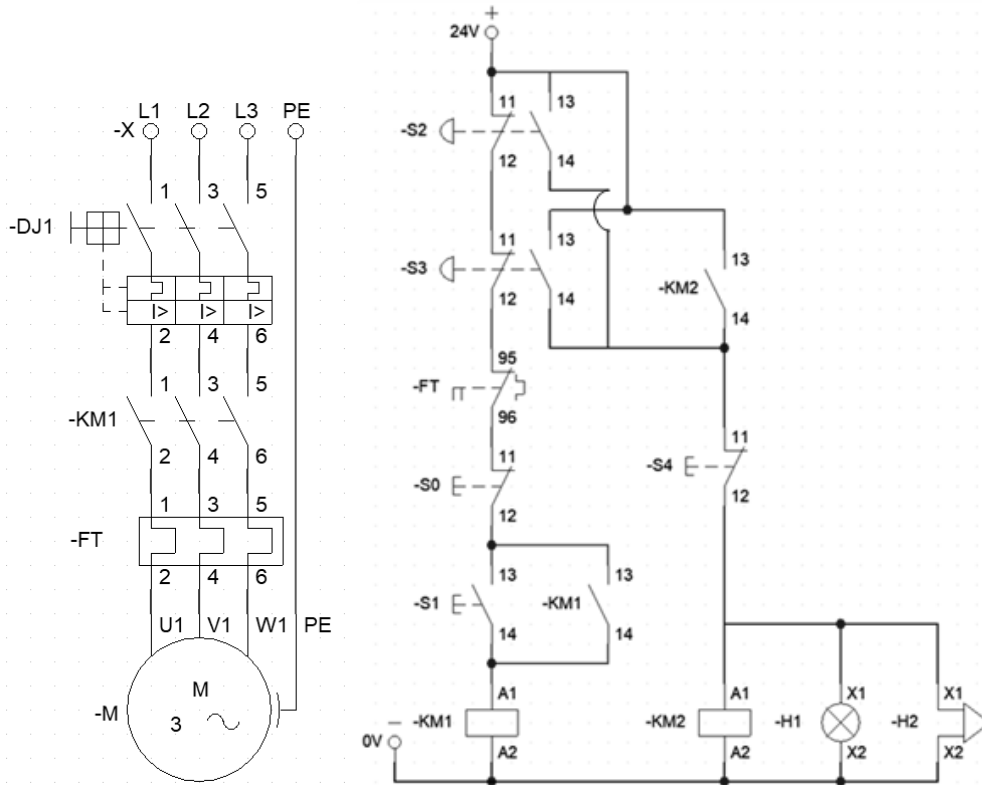 L1 L2 L3 PE
-X
1 3 5
-DJ1
I> I> I>
2 4 6
1 3 5
-KM1
2 4 6
1 3 5
-FT
2 4 6
U1 V1 W1 PE
M
-M
3
+
24V
11 13
-S2
12 14
11 13
-S3
12 14
13
-KM2
14
95
-FT
96
11
-S0
12
11
-S4
12
13 13
-S1 -KM1
14 14
A1 A1 X1 X1
-KM1 -KM2 -H1 -H2
A2 A2 X2 X2
−
0V